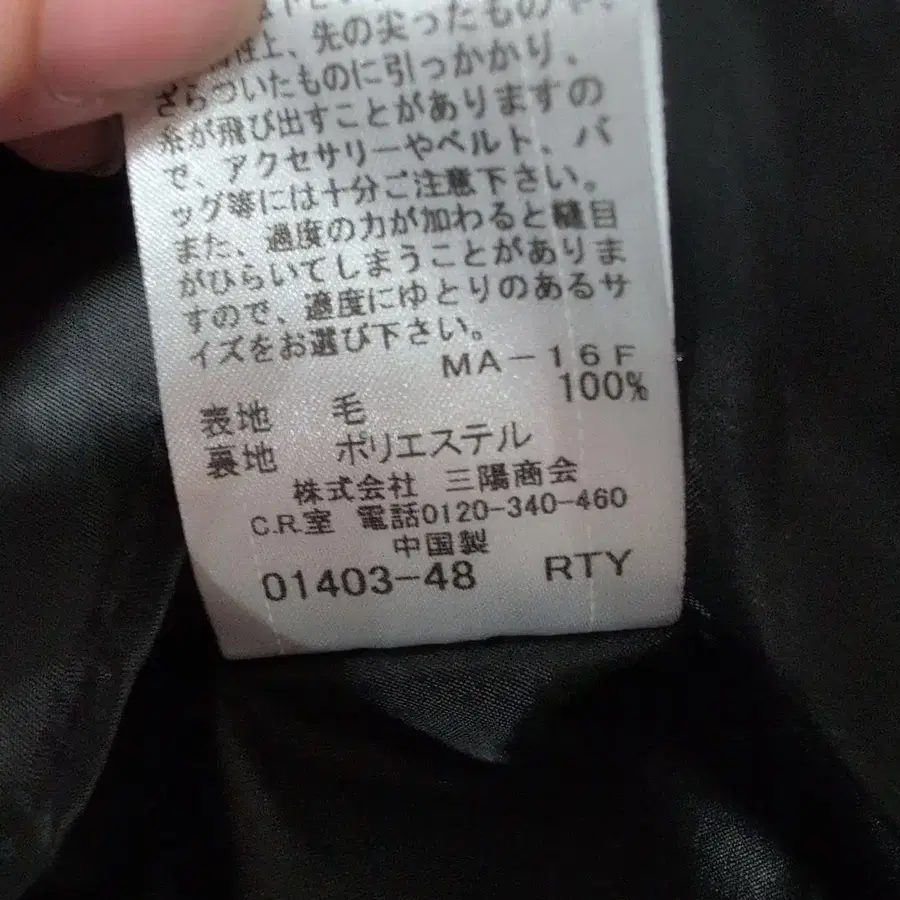 性上、先の尖ったものや、
ざらついたものに引っかかり、
糸が飛び出すことがありますの
で、アクセサリーやベルト、バ
ッグ等には十分ご注意下さい。
また、過度の力が加わると縫目
がひらいてしまうことがありま
すので、適度にゆとりのあるサ
イズをお選び下さい。
MA-16F
表地 毛 100%
裏地 ポリエステル
株式会社 三陽商会
C.R.室 電話0120-340-460
中国製
01403-48 RTY